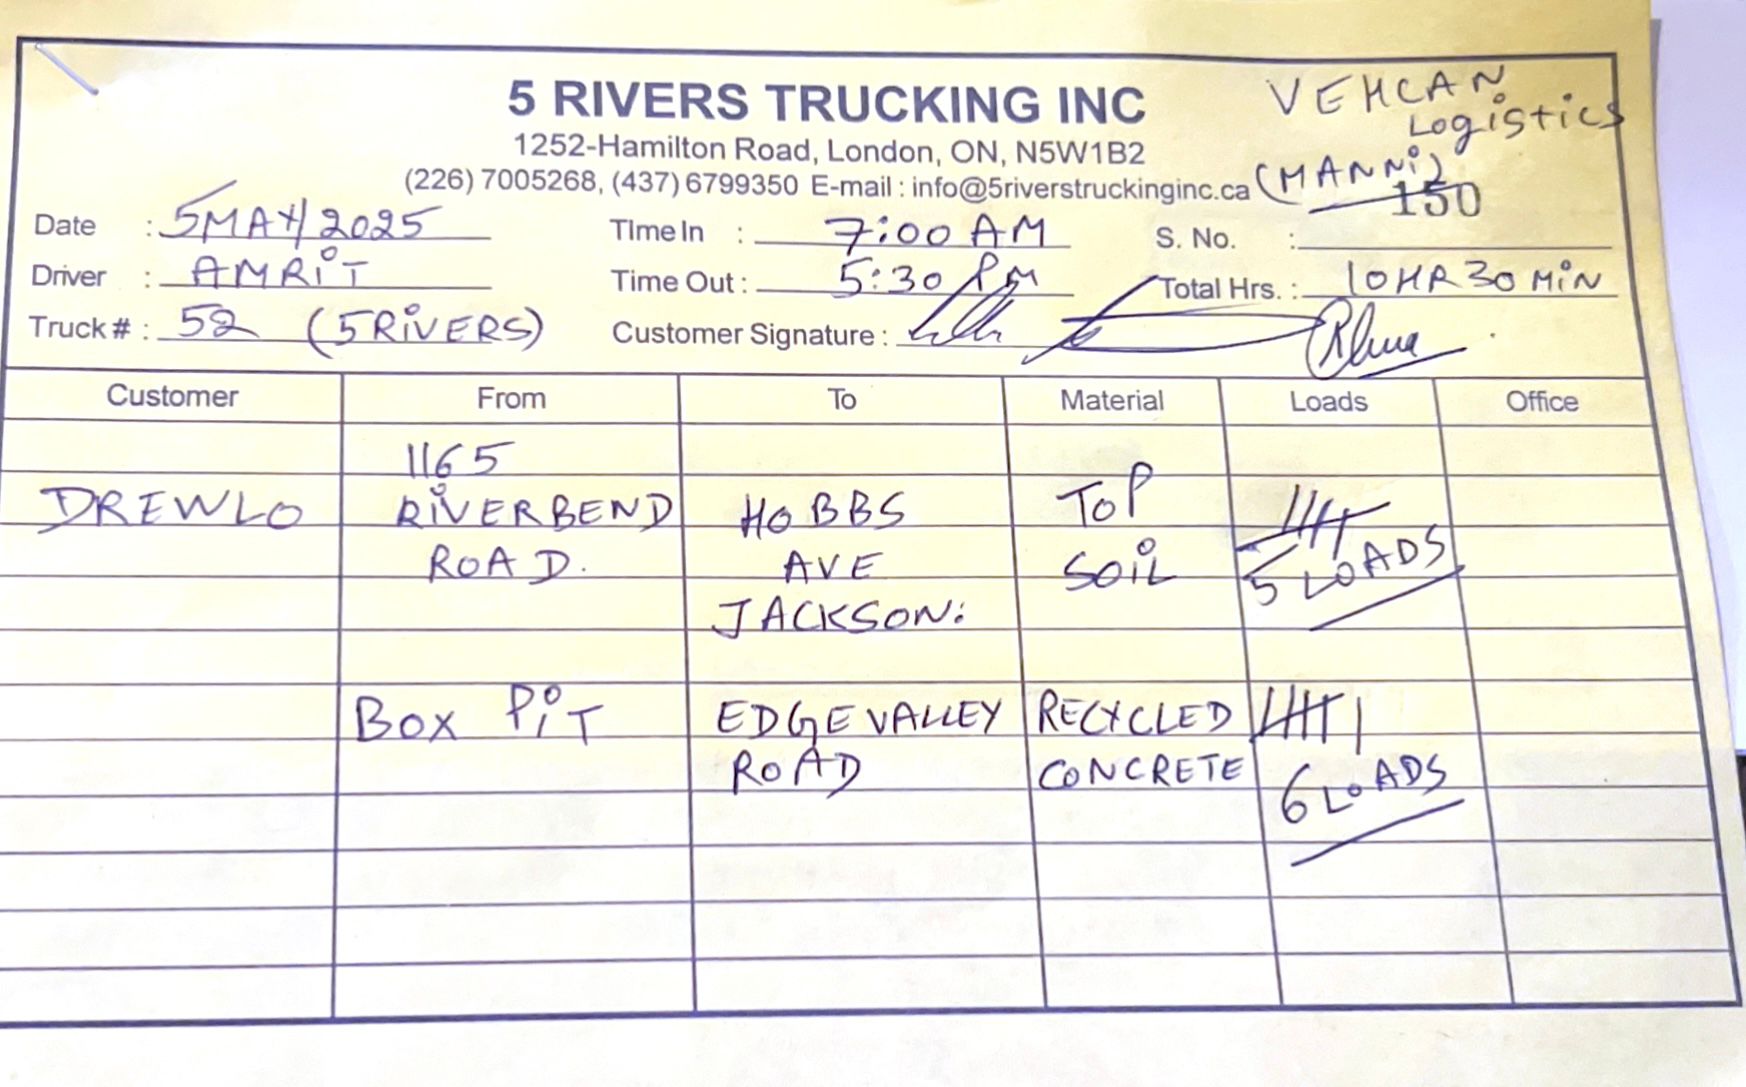 5 RIVERS TRUCKING INC
VEHCAN
Logistics
1252-Hamilton Road, London, ON, N5W1B2
(226) 7005268, (437) 6799350 E-mail : info@5riverstruckinginc.ca
(MANNi)
150
Date : 5MAY/2025 Time In : 7:00 AM S. No. :
Driver : AMRiT Time Out : 5:30 PM Total Hrs. : 10HR 30 MiN
Truck # : 52 (5RiVERS) Customer Signature :
Customer From To Material Loads Office
1165
DREWLO RiVERBEND HOBBS TOP
ROAD. AVE SOiL 5 LOADS
JACKSON:
BOX PiT EDGEVALLEY RECYCLED
ROAD CONCRETE 6 LOADS